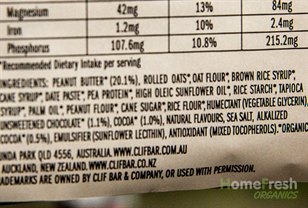 Magnesium 42mg 13% 84mg
Iron 1.2mg 10% 2.4mg
Phosphorus 107.6mg 10.8% 215.2mg
*Recommended Dietary Intake per serving
INGREDIENTS: PEANUT BUTTER* (20.1%), ROLLED OATS*, OAT FLOUR*, BROWN RICE SYRUP*,
CANE SYRUP*, DATE PASTE*, PEA PROTEIN*, HIGH OLEIC SUNFLOWER OIL*, RICE STARCH*, TAPIOCA
SYRUP*, PALM OIL*, PEANUT FLOUR*, CANE SUGAR*, RICE FLOUR*, HUMECTANT (VEGETABLE GLYCERIN)
UNSWEETENED CHOCOLATE* (1.1%), COCOA* (1.0%), NATURAL FLAVOURS, SEA SALT, ALKALIZED
COCOA* (0.5%), EMULSIFIER (SUNFLOWER LECITHIN), ANTIOXIDANT (MIXED TOCOPHEROLS). *ORGANIC
UNDA PARK QLD 4556, AUSTRALIA. WWW.CLIFBAR.COM.AU
AUCKLAND, NEW ZEALAND. WWW.CLIFBAR.CO.NZ
ADEMARKS ARE OWNED BY CLIF BAR & COMPANY, OR USED WITH PERMISSION.
HomeFresh
ORGANICS